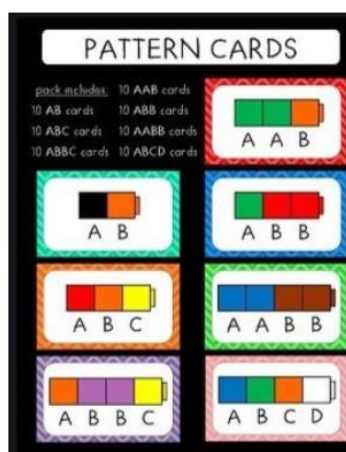 PATTERN CARDS
pack includes:
10 AAB cards
10 AB cards
10 ABB cards
10 ABC cards
10 AABB cards
10 ABBC cards
10 ABCD cards
A A B
A B
A B B
A B C
A A B B
A B B C
A B C D